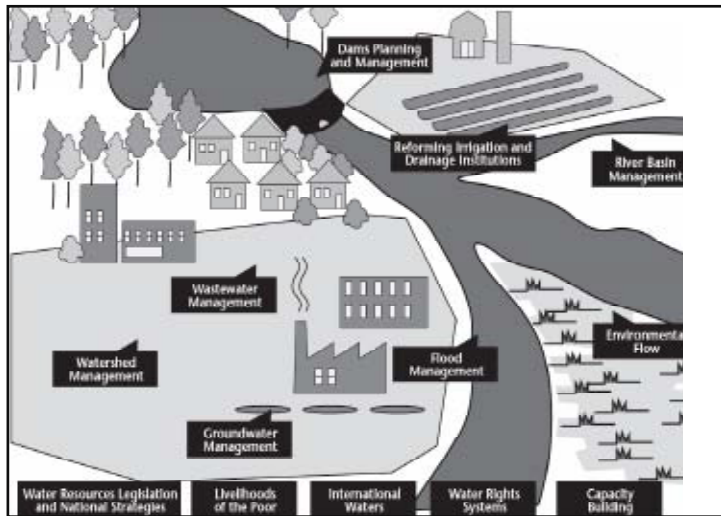 Dams Planning
and Management
Reforming Irrigation and
Drainage Institutions
River Basin
Management
Wastewater
Management
Environmenta
Flow
Watershed
Management
Flood
Management
Groundwater
Management
Water Resources Legislation
and National Strategies
Livelihoods
of the Poor
International
Waters
Water Rights
Systems
Capacity
Building